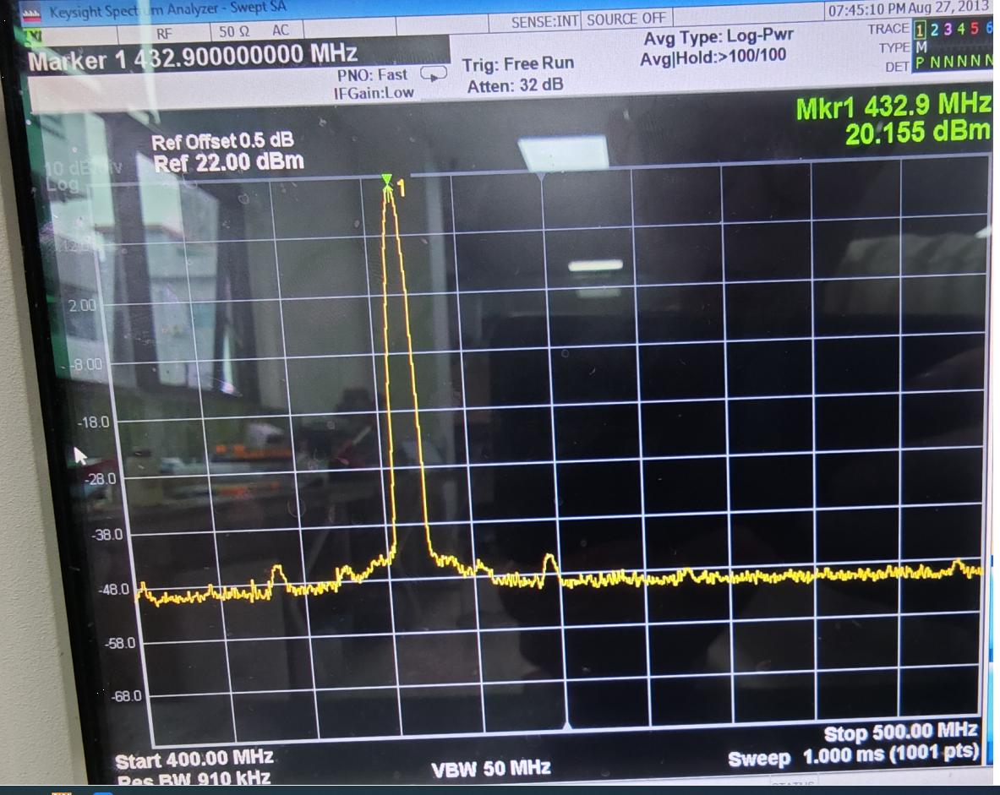 Keysight Spectrum Analyzer - Swept SA
RF 50 Ω AC SENSE:INT SOURCE OFF 07:45:10 PM Aug 27, 2013
Marker 1 432.900000000 MHz
PNO: Fast
IFGain:Low
Trig: Free Run
Atten: 32 dB
Avg Type: Log-Pwr
Avg|Hold:>100/100
TRACE 1 2 3 4 5 6
TYPE M
DET P N N N N N
Mkr1 432.9 MHz
20.155 dBm
Ref Offset 0.5 dB
10 dB/div Ref 22.00 dBm
Log
1
12.0
2.00
-8.00
-18.0
-28.0
-38.0
-48.0
-58.0
-68.0
Start 400.00 MHz
Stop 500.00 MHz
Res BW 910 kHz
VBW 50 MHz
Sweep 1.000 ms (1001 pts)